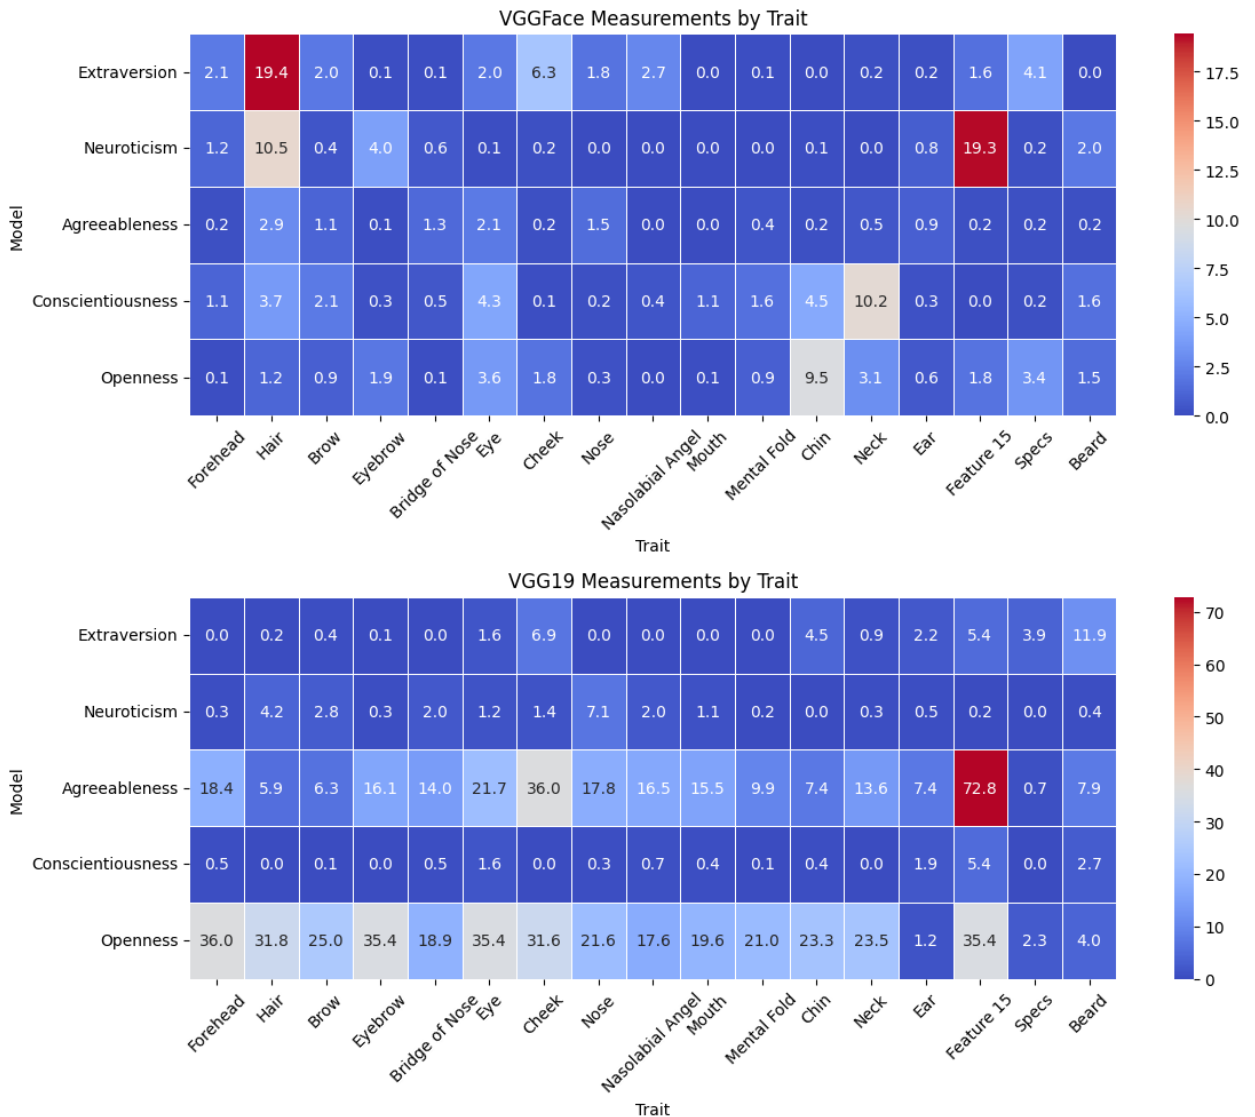 VGGFace Measurements by Trait
Extraversion 2.1 19.4 2.0 0.1 0.1 2.0 6.3 1.8 2.7 0.0 0.1 0.0 0.2 0.2 1.6 4.1 0.0
Neuroticism 1.2 10.5 0.4 4.0 0.6 0.1 0.2 0.0 0.0 0.0 0.0 0.1 0.0 0.8 19.3 0.2 2.0
Agreeableness 0.2 2.9 1.1 0.1 1.3 2.1 0.2 1.5 0.0 0.0 0.4 0.2 0.5 0.9 0.2 0.2 0.2
Conscientiousness 1.1 3.7 2.1 0.3 0.5 4.3 0.1 0.2 0.4 1.1 1.6 4.5 10.2 0.3 0.0 0.2 1.6
Openness 0.1 1.2 0.9 1.9 0.1 3.6 1.8 0.3 0.0 0.1 0.9 9.5 3.1 0.6 1.8 3.4 1.5
Model
Forehead Hair Brow Eyebrow Bridge of Nose Eye Cheek Nose Nasolabial Angel Mouth Mental Fold Chin Neck Ear Feature 15 Specs Beard
Trait
17.5
15.0
12.5
10.0
7.5
5.0
2.5
0.0
VGG19 Measurements by Trait
Extraversion 0.0 0.2 0.4 0.1 0.0 1.6 6.9 0.0 0.0 0.0 0.0 4.5 0.9 2.2 5.4 3.9 11.9
Neuroticism 0.3 4.2 2.8 0.3 2.0 1.2 1.4 7.1 2.0 1.1 0.2 0.0 0.3 0.5 0.2 0.0 0.4
Agreeableness 18.4 5.9 6.3 16.1 14.0 21.7 36.0 17.8 16.5 15.5 9.9 7.4 13.6 7.4 72.8 0.7 7.9
Conscientiousness 0.5 0.0 0.1 0.0 0.5 1.6 0.0 0.3 0.7 0.4 0.1 0.4 0.0 1.9 5.4 0.0 2.7
Openness 36.0 31.8 25.0 35.4 18.9 35.4 31.6 21.6 17.6 19.6 21.0 23.3 23.5 1.2 35.4 2.3 4.0
Model
Forehead Hair Brow Eyebrow Bridge of Nose Eye Cheek Nose Nasolabial Angel Mouth Mental Fold Chin Neck Ear Feature 15 Specs Beard
Trait
70
60
50
40
30
20
10
0